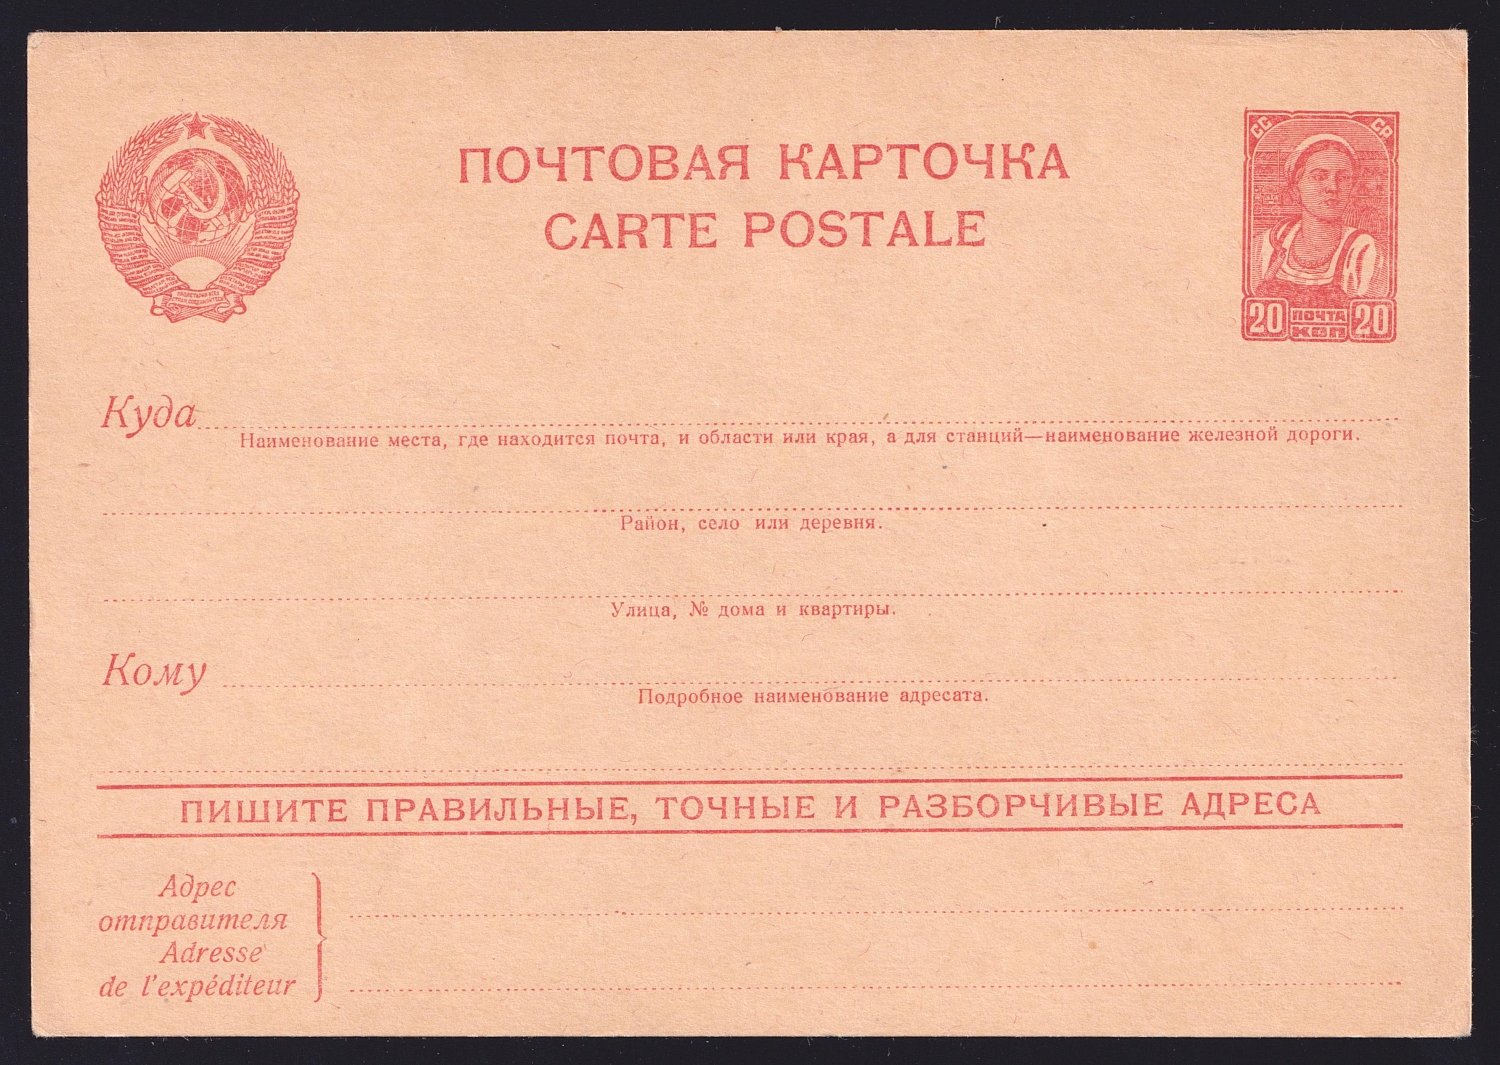 ПОЧТОВАЯ КАРТОЧКА
CARTE POSTALE
СС СР
20 ПОЧТА КОП 20
Куда
Наименование места, где находится почта, и области или края, а для станций—наименование железной дороги.
Район, село или деревня.
Улица, № дома и квартиры.
Кому
Подробное наименование адресата.
ПИШИТЕ ПРАВИЛЬНЫЕ, ТОЧНЫЕ И РАЗБОРЧИВЫЕ АДРЕСА
Адрес
отправителя
Adresse
de l'expéditeur